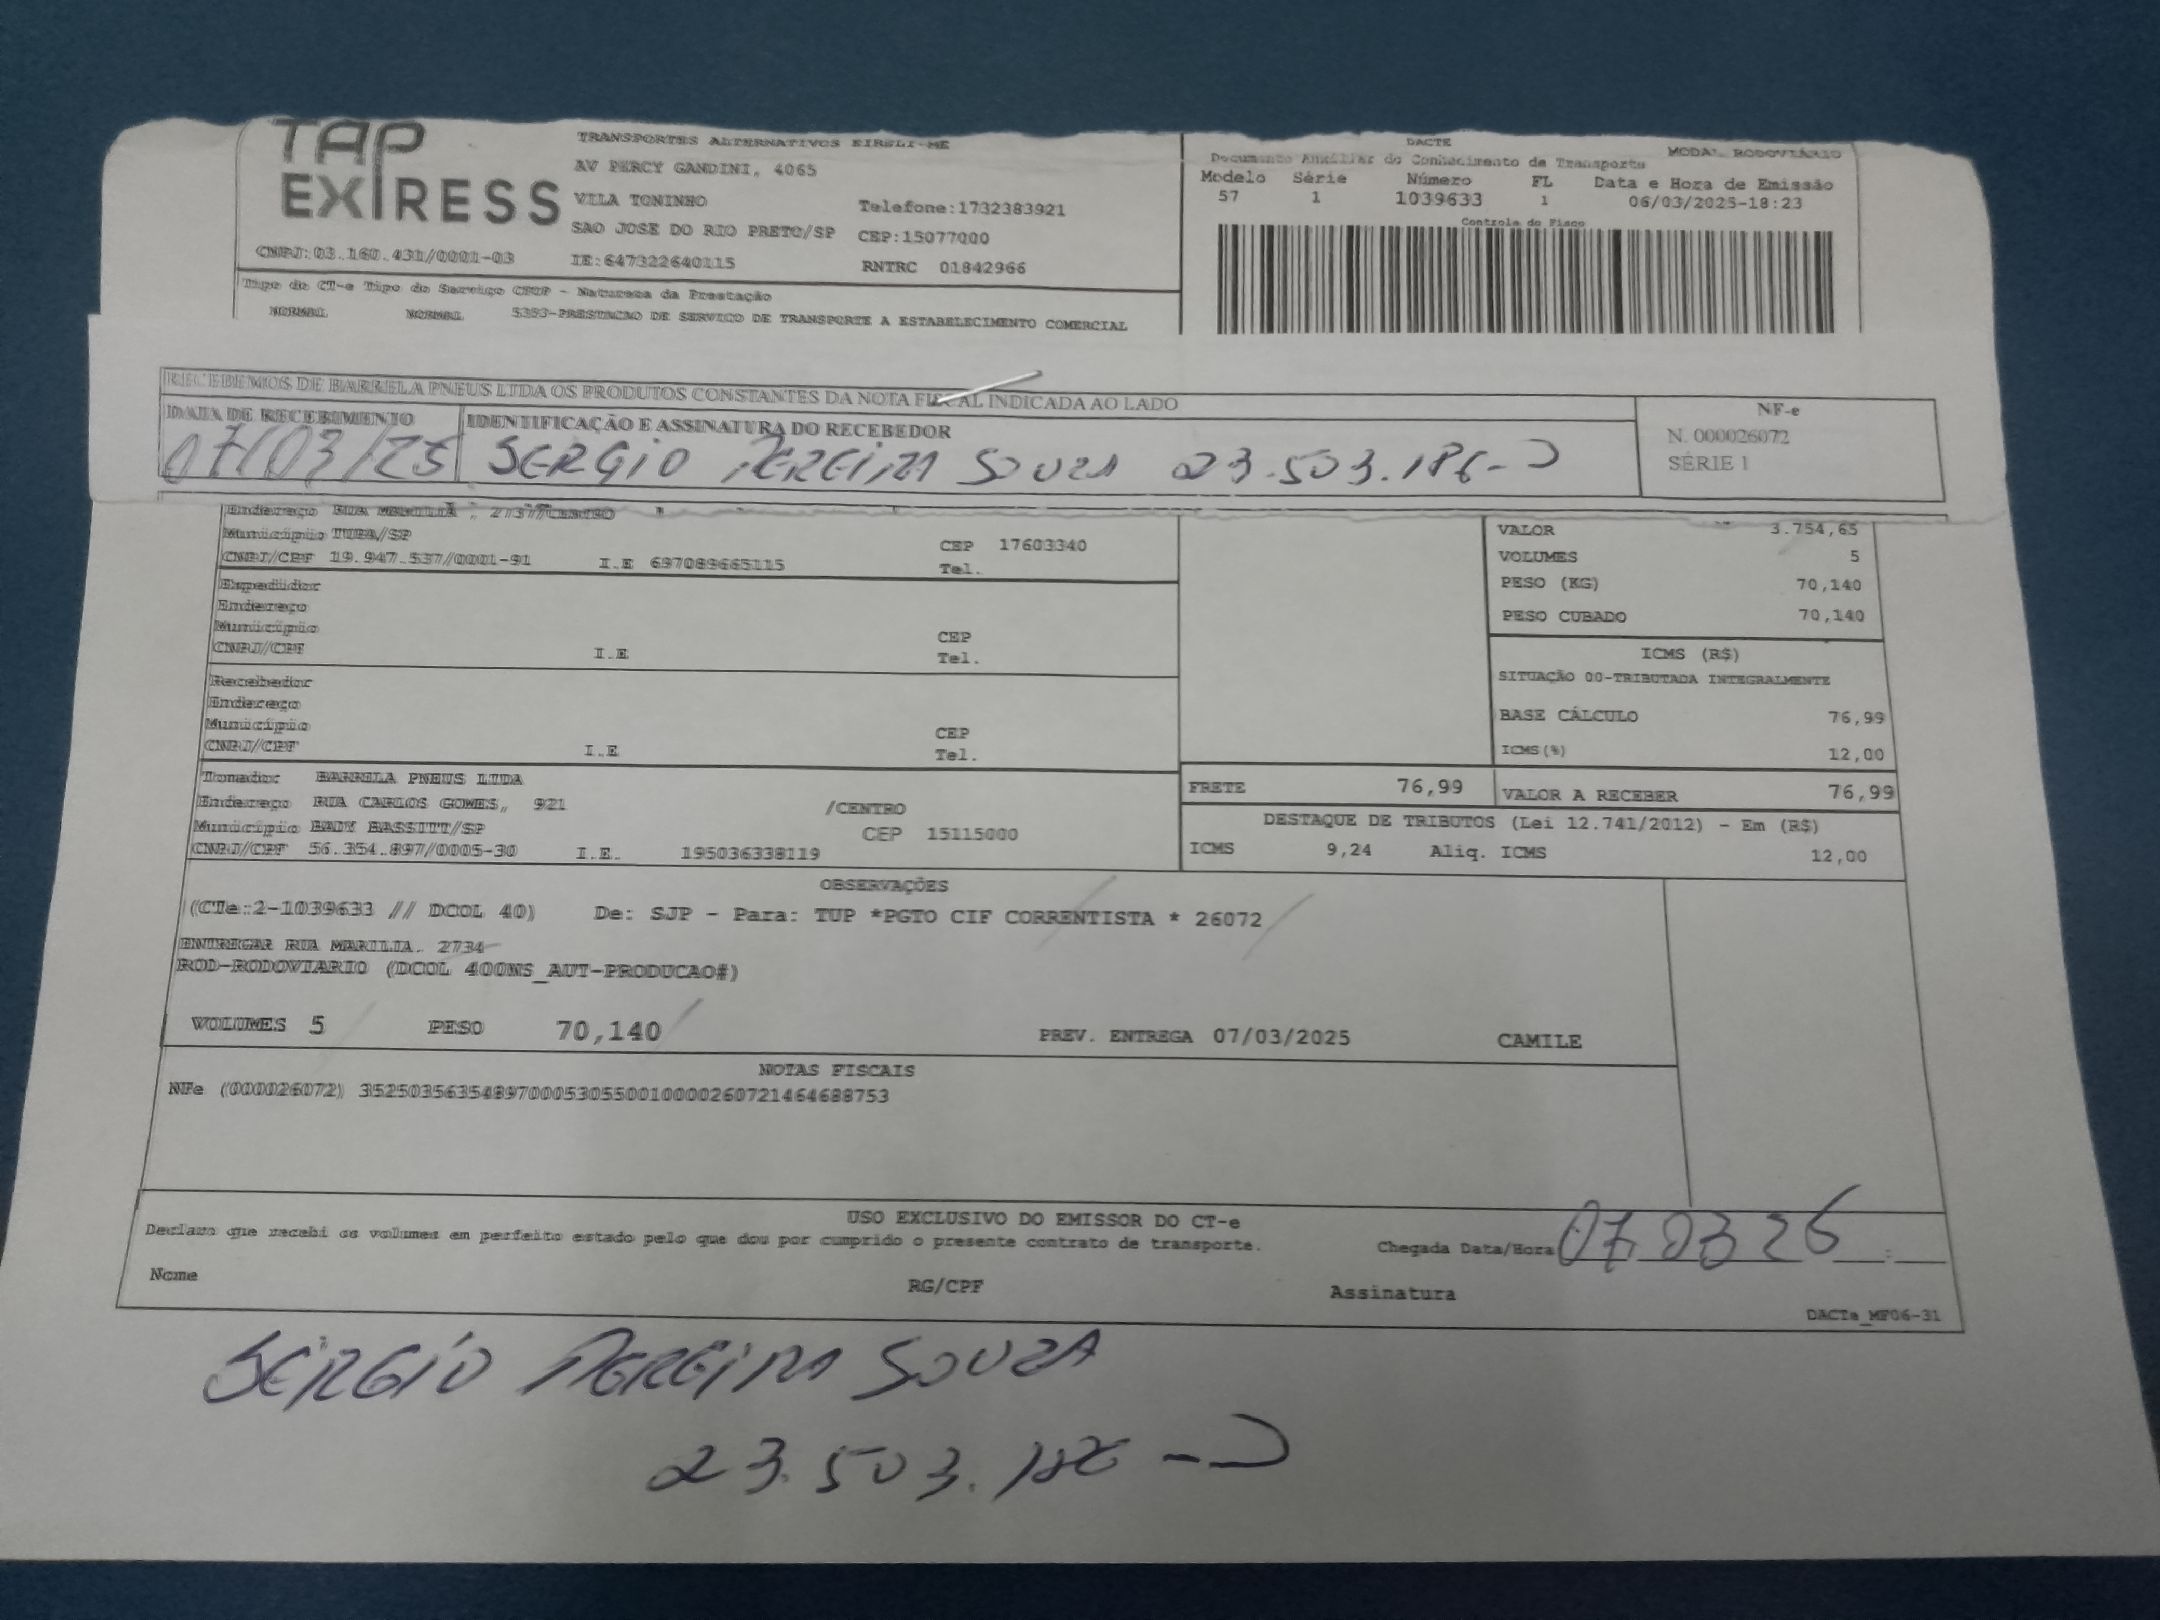 TAP
EXPRESS
TRANSPORTES ALTERNATIVOS EIRELI-ME
AV PERCY GANDINI, 4065
VILA TONINHO Telefone:1732383921
SAO JOSE DO RIO PRETO/SP CEP:15077000
CNPJ:03.160.431/0001-03 IE:647322640115 RNTRC 01842966
Tipo do CT-e Tipo do Serviço CFOP - Natureza da Prestação
NORMAL NORMAL 5353-PRESTACAO DE SERVICO DE TRANSPORTE A ESTABELECIMENTO COMERCIAL
DACTE MODAL RODOVIÁRIO
Documento Auxiliar do Conhecimento de Transporte
Modelo Série Número FL Data e Hora de Emissão
57 1 1039633 1 06/03/2025-18:23
Controle do Fisco
RECEBEMOS DE BARRELA PNEUS LTDA OS PRODUTOS CONSTANTES DA NOTA FISCAL INDICADA AO LADO
DATA DE RECEBIMENTO IDENTIFICAÇÃO E ASSINATURA DO RECEBEDOR
07/03/25 SERGIO PEREIRA SOUZA 23.503.186-
NF-e
N. 000026072
SÉRIE 1
Endereço RUA MARILIA , 2737/CENTRO
Município TUPA/SP CEP 17603340
CNPJ/CPF 19.947.537/0001-91 I.E 697089665115 Tel.
Expedidor
Endereço
Município CEP
CNPJ/CPF I.E Tel.
Recebedor
Endereço
Município CEP
CNPJ/CPF I.E Tel.
Tomador BARRELA PNEUS LTDA
Endereço RUA CARLOS GOMES, 921 /CENTRO
Município BADY BASSITT/SP CEP 15115000
CNPJ/CPF 56.354.897/0005-30 I.E. 195036338119
VALOR 3.754,65
VOLUMES 5
PESO (KG) 70,140
PESO CUBADO 70,140
ICMS (R$)
SITUAÇÃO 00-TRIBUTADA INTEGRALMENTE
BASE CÁLCULO 76,99
ICMS(%) 12,00
FRETE 76,99 VALOR A RECEBER 76,99
DESTAQUE DE TRIBUTOS (Lei 12.741/2012) - Em (R$)
ICMS 9,24 Aliq. ICMS 12,00
OBSERVAÇÕES
(CTe:2-1039633 // DCOL 40) De: SJP - Para: TUP *PGTO CIF CORRENTISTA * 26072
ENTREGAR RUA MARILIA. 2734
ROD-RODOVIARIO (DCOL 400NS_AUT-PRODUCAO#)
VOLUMES 5 PESO 70,140 PREV. ENTREGA 07/03/2025 CAMILE
NOTAS FISCAIS
NFe (000026072) 35250356354897000530550010000260721464688753
USO EXCLUSIVO DO EMISSOR DO CT-e
Declaro que recebi os volumes em perfeito estado pelo que dou por cumprido o presente contrato de transporte. Chegada Data/Hora 07 03 25 :
Nome RG/CPF Assinatura
DACTe_MF06-31
SERGIO PEREIRA SOUZA
23.503.186-